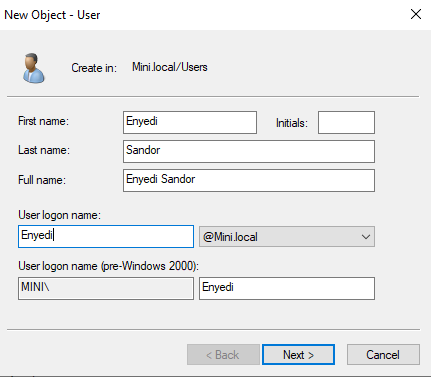 New Object - User
Create in: Mini.local/Users
First name: Enyedi Initials:
Last name: Sandor
Full name: Enyedi Sandor
User logon name:
Enyedi @Mini.local
User logon name (pre-Windows 2000):
MINI\ Enyedi
< Back Next > Cancel